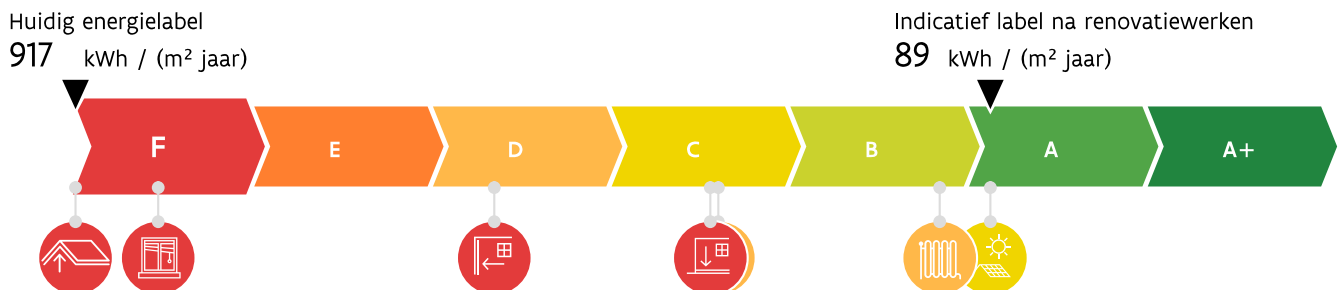 Huidig energielabel
917 kWh / (m² jaar)
Indicatief label na renovatiewerken
89 kWh / (m² jaar)
F E D C B A A+